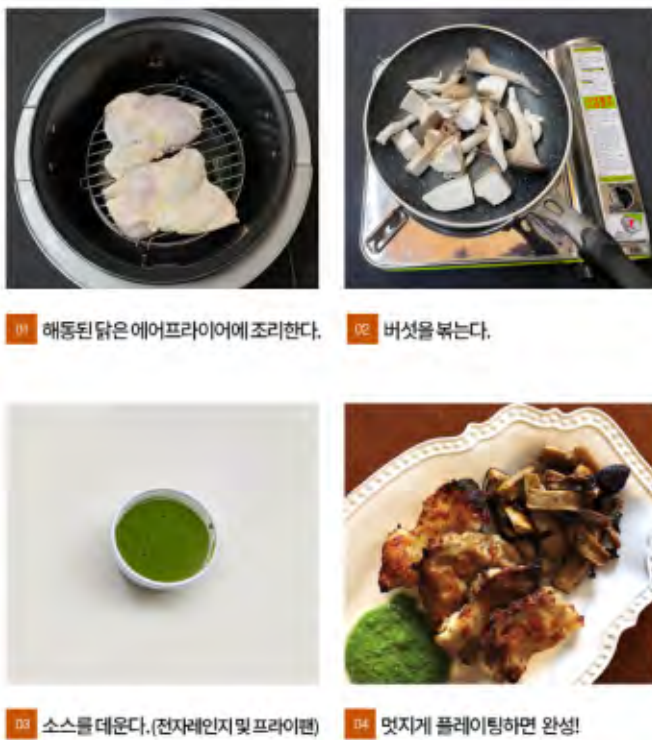 01 해동된 닭은 에어프라이어에 조리한다.
02 버섯을 볶는다.
03 소스를 데운다. (전자레인지 및 프라이팬)
04 멋지게 플레이팅하면 완성!